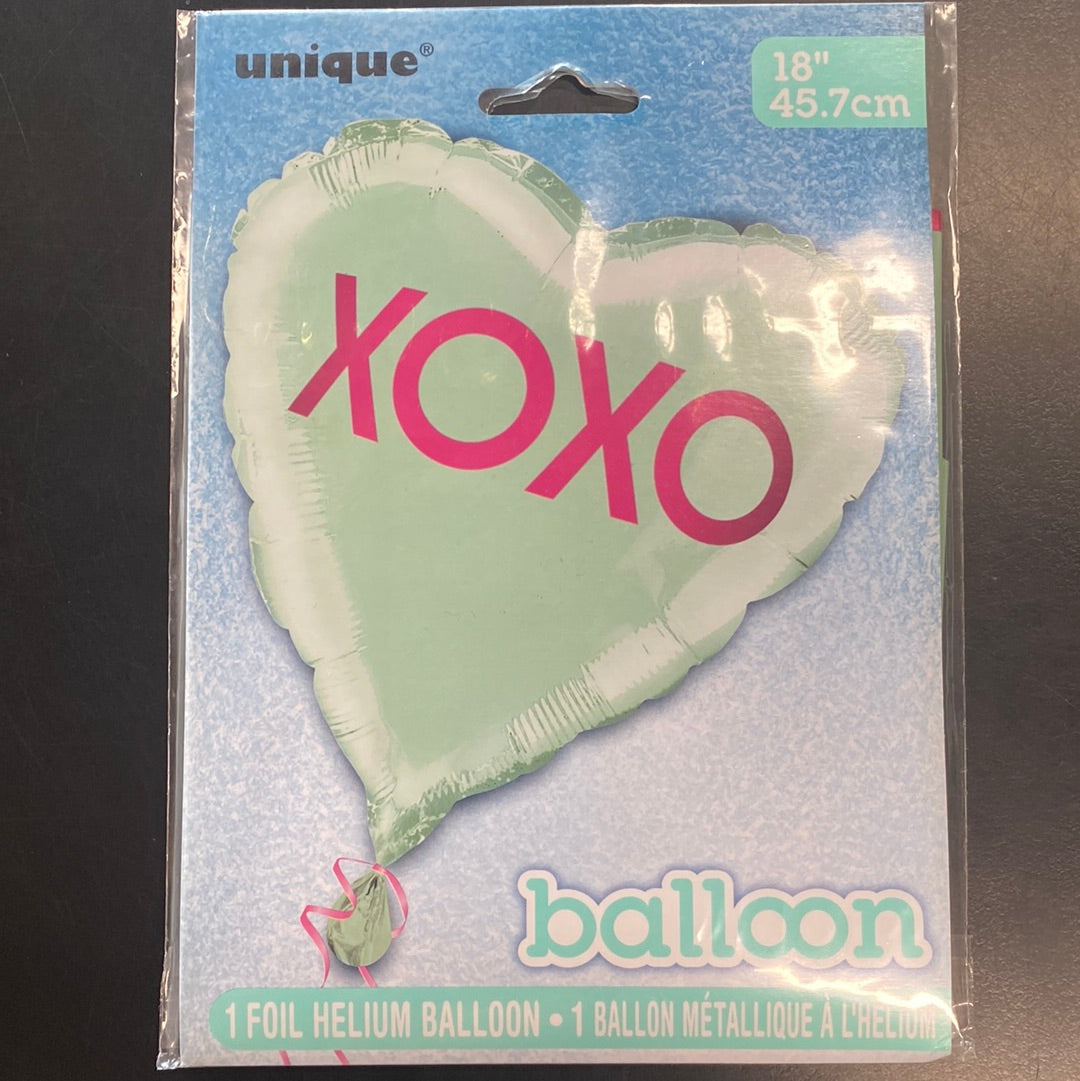 unique®
18"
45.7cm
XOXO
balloon
1 FOIL HELIUM BALLOON • 1 BALLON MÉTALLIQUE À L'HÉLIUM